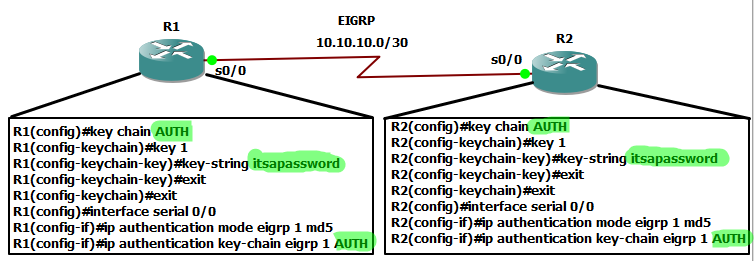 EIGRP
10.10.10.0/30
R1
R2
s0/0
s0/0
R1(config)#key chain AUTH
R1(config-keychain)#key 1
R1(config-keychain-key)#key-string itsapassword
R1(config-keychain-key)#exit
R1(config-keychain)#exit
R1(config)#interface serial 0/0
R1(config-if)#ip authentication mode eigrp 1 md5
R1(config-if)#ip authentication key-chain eigrp 1 AUTH
R2(config)#key chain AUTH
R2(config-keychain)#key 1
R2(config-keychain-key)#key-string itsapassword
R2(config-keychain-key)#exit
R2(config-keychain)#exit
R2(config)#interface serial 0/0
R2(config-if)#ip authentication mode eigrp 1 md5
R2(config-if)#ip authentication key-chain eigrp 1 AUTH